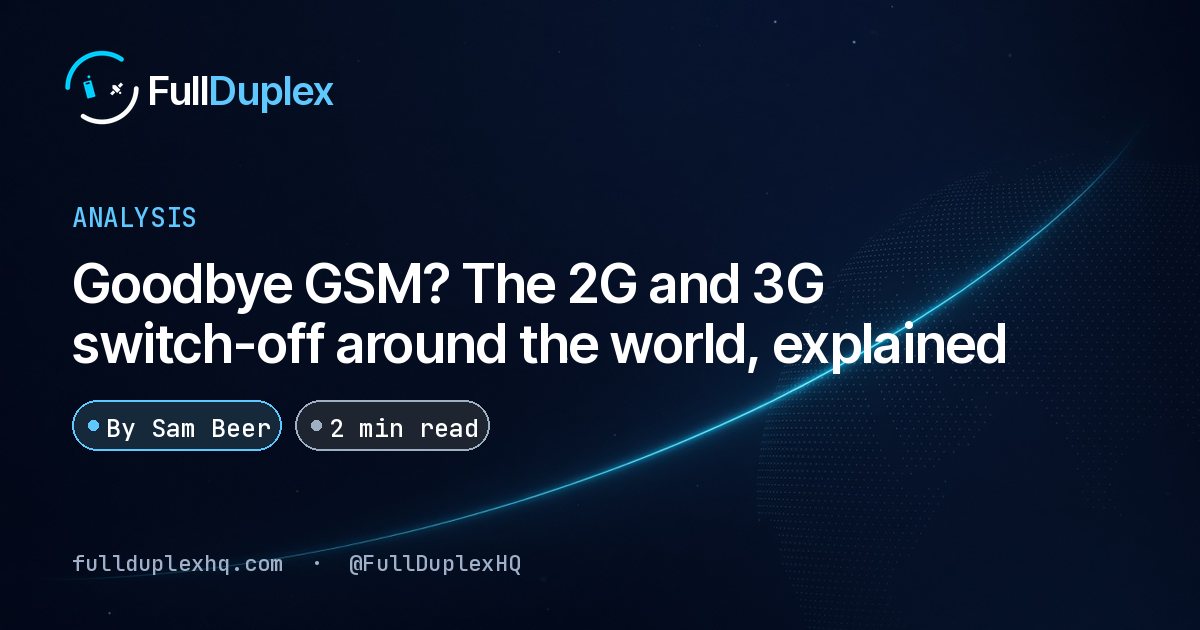 FullDuplex
ANALYSIS
Goodbye GSM? The 2G and 3G
switch-off around the world, explained
By Sam Beer
2 min read
fullduplexhq.com · @FullDuplexHQ